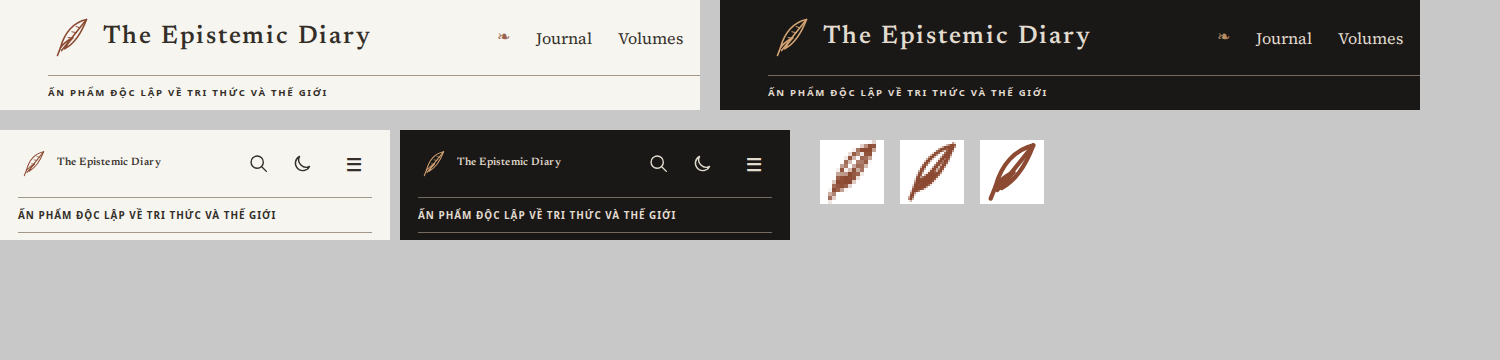 The Epistemic Diary
❧ Journal Volumes
ẤN PHẨM ĐỘC LẬP VỀ TRI THỨC VÀ THẾ GIỚI
The Epistemic Diary
❧ Journal Volumes
ẤN PHẨM ĐỘC LẬP VỀ TRI THỨC VÀ THẾ GIỚI
The Epistemic Diary
ẤN PHẨM ĐỘC LẬP VỀ TRI THỨC VÀ THẾ GIỚI
The Epistemic Diary
ẤN PHẨM ĐỘC LẬP VỀ TRI THỨC VÀ THẾ GIỚI